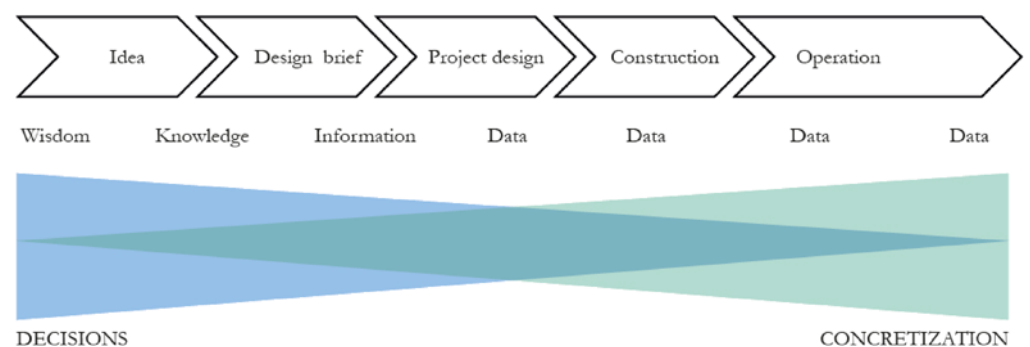 Idea Design brief Project design Construction Operation
Wisdom Knowledge Information Data Data Data Data
DECISIONS CONCRETIZATION